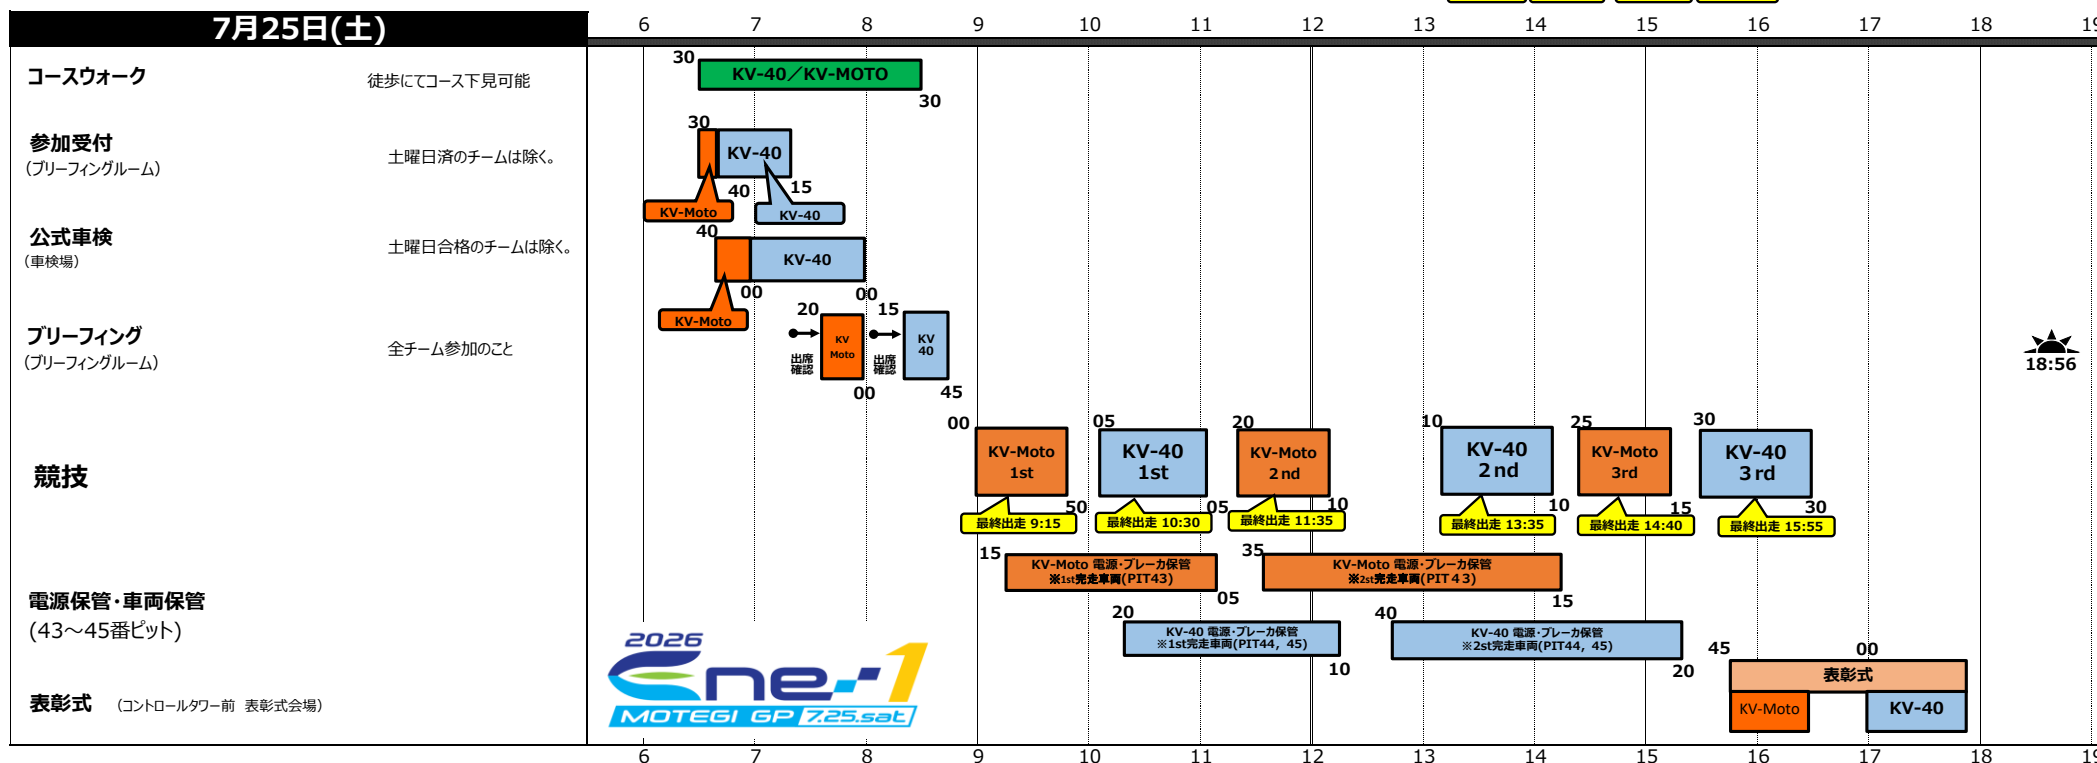 7月25日(土)
6 7 8 9 10 11 12 13 14 15 16 17 18 19
コースウォーク 徒歩にてコース下見可能
30 KV-40／KV-MOTO 30
参加受付
(ブリーフィングルーム) 土曜日済のチームは除く。
30 KV-40 40 15
KV-Moto KV-40
公式車検
(車検場) 土曜日合格のチームは除く。
40 KV-40 00 00
KV-Moto
ブリーフィング
(ブリーフィングルーム) 全チーム参加のこと
20 出席確認 KV Moto 00
15 出席確認 KV 40 45
18:56
競技
00 KV-Moto 1st 50
最終出走 9:15
05 KV-40 1st 05
最終出走 10:30
20 KV-Moto 2nd 10
最終出走 11:35
10 KV-40 2nd 10
最終出走 13:35
25 KV-Moto 3rd 15
最終出走 14:40
30 KV-40 3rd 30
最終出走 15:55
電源保管・車両保管
(43～45番ピット)
15 KV-Moto 電源・ブレーカ保管
※1st完走車両(PIT43) 05
35 KV-Moto 電源・ブレーカ保管
※2st完走車両(PIT43) 15
20 KV-40 電源・ブレーカ保管
※1st完走車両(PIT44, 45) 10
40 KV-40 電源・ブレーカ保管
※2st完走車両(PIT44, 45) 20
2026
Ene-1
MOTEGI GP 7.25.sat
表彰式 (コントロールタワー前 表彰式会場)
45 00
表彰式
KV-Moto KV-40
6 7 8 9 10 11 12 13 14 15 16 17 18 19